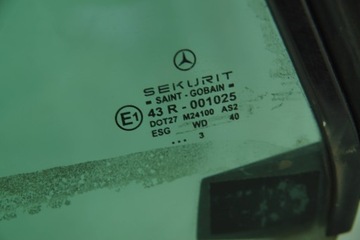 SEKURIT
SAINT - GOBAIN
E1 43 R - 001025
DOT27 M24100 AS2
ESG WD 40
... 3